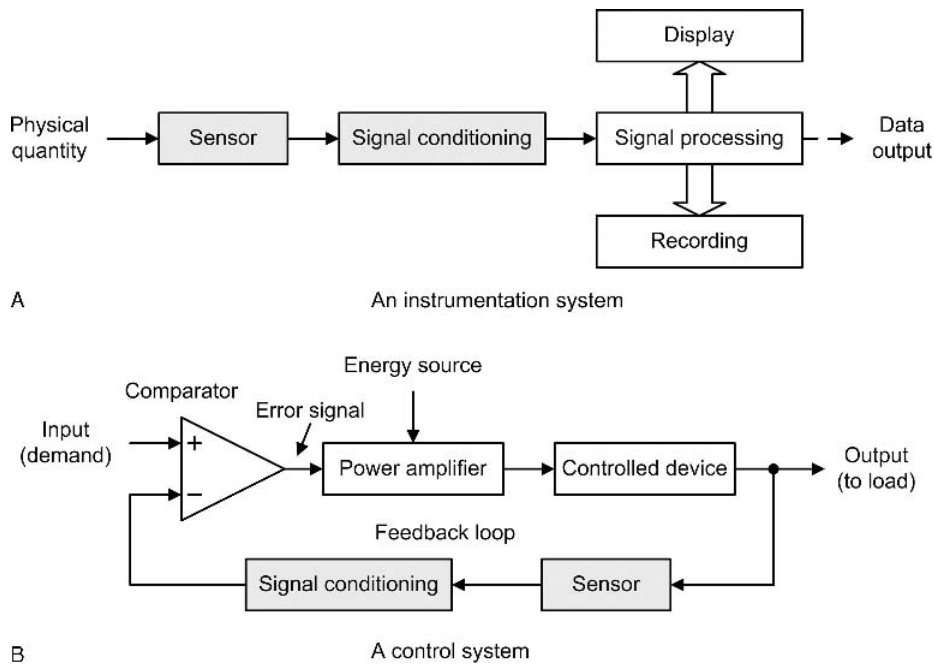 Display
Physical
quantity
Sensor
Signal conditioning
Signal processing
Data
output
Recording
A
An instrumentation system
Energy source
Comparator
Error signal
Input
(demand)
+
−
Power amplifier
Controlled device
Output
(to load)
Feedback loop
Signal conditioning
Sensor
B
A control system